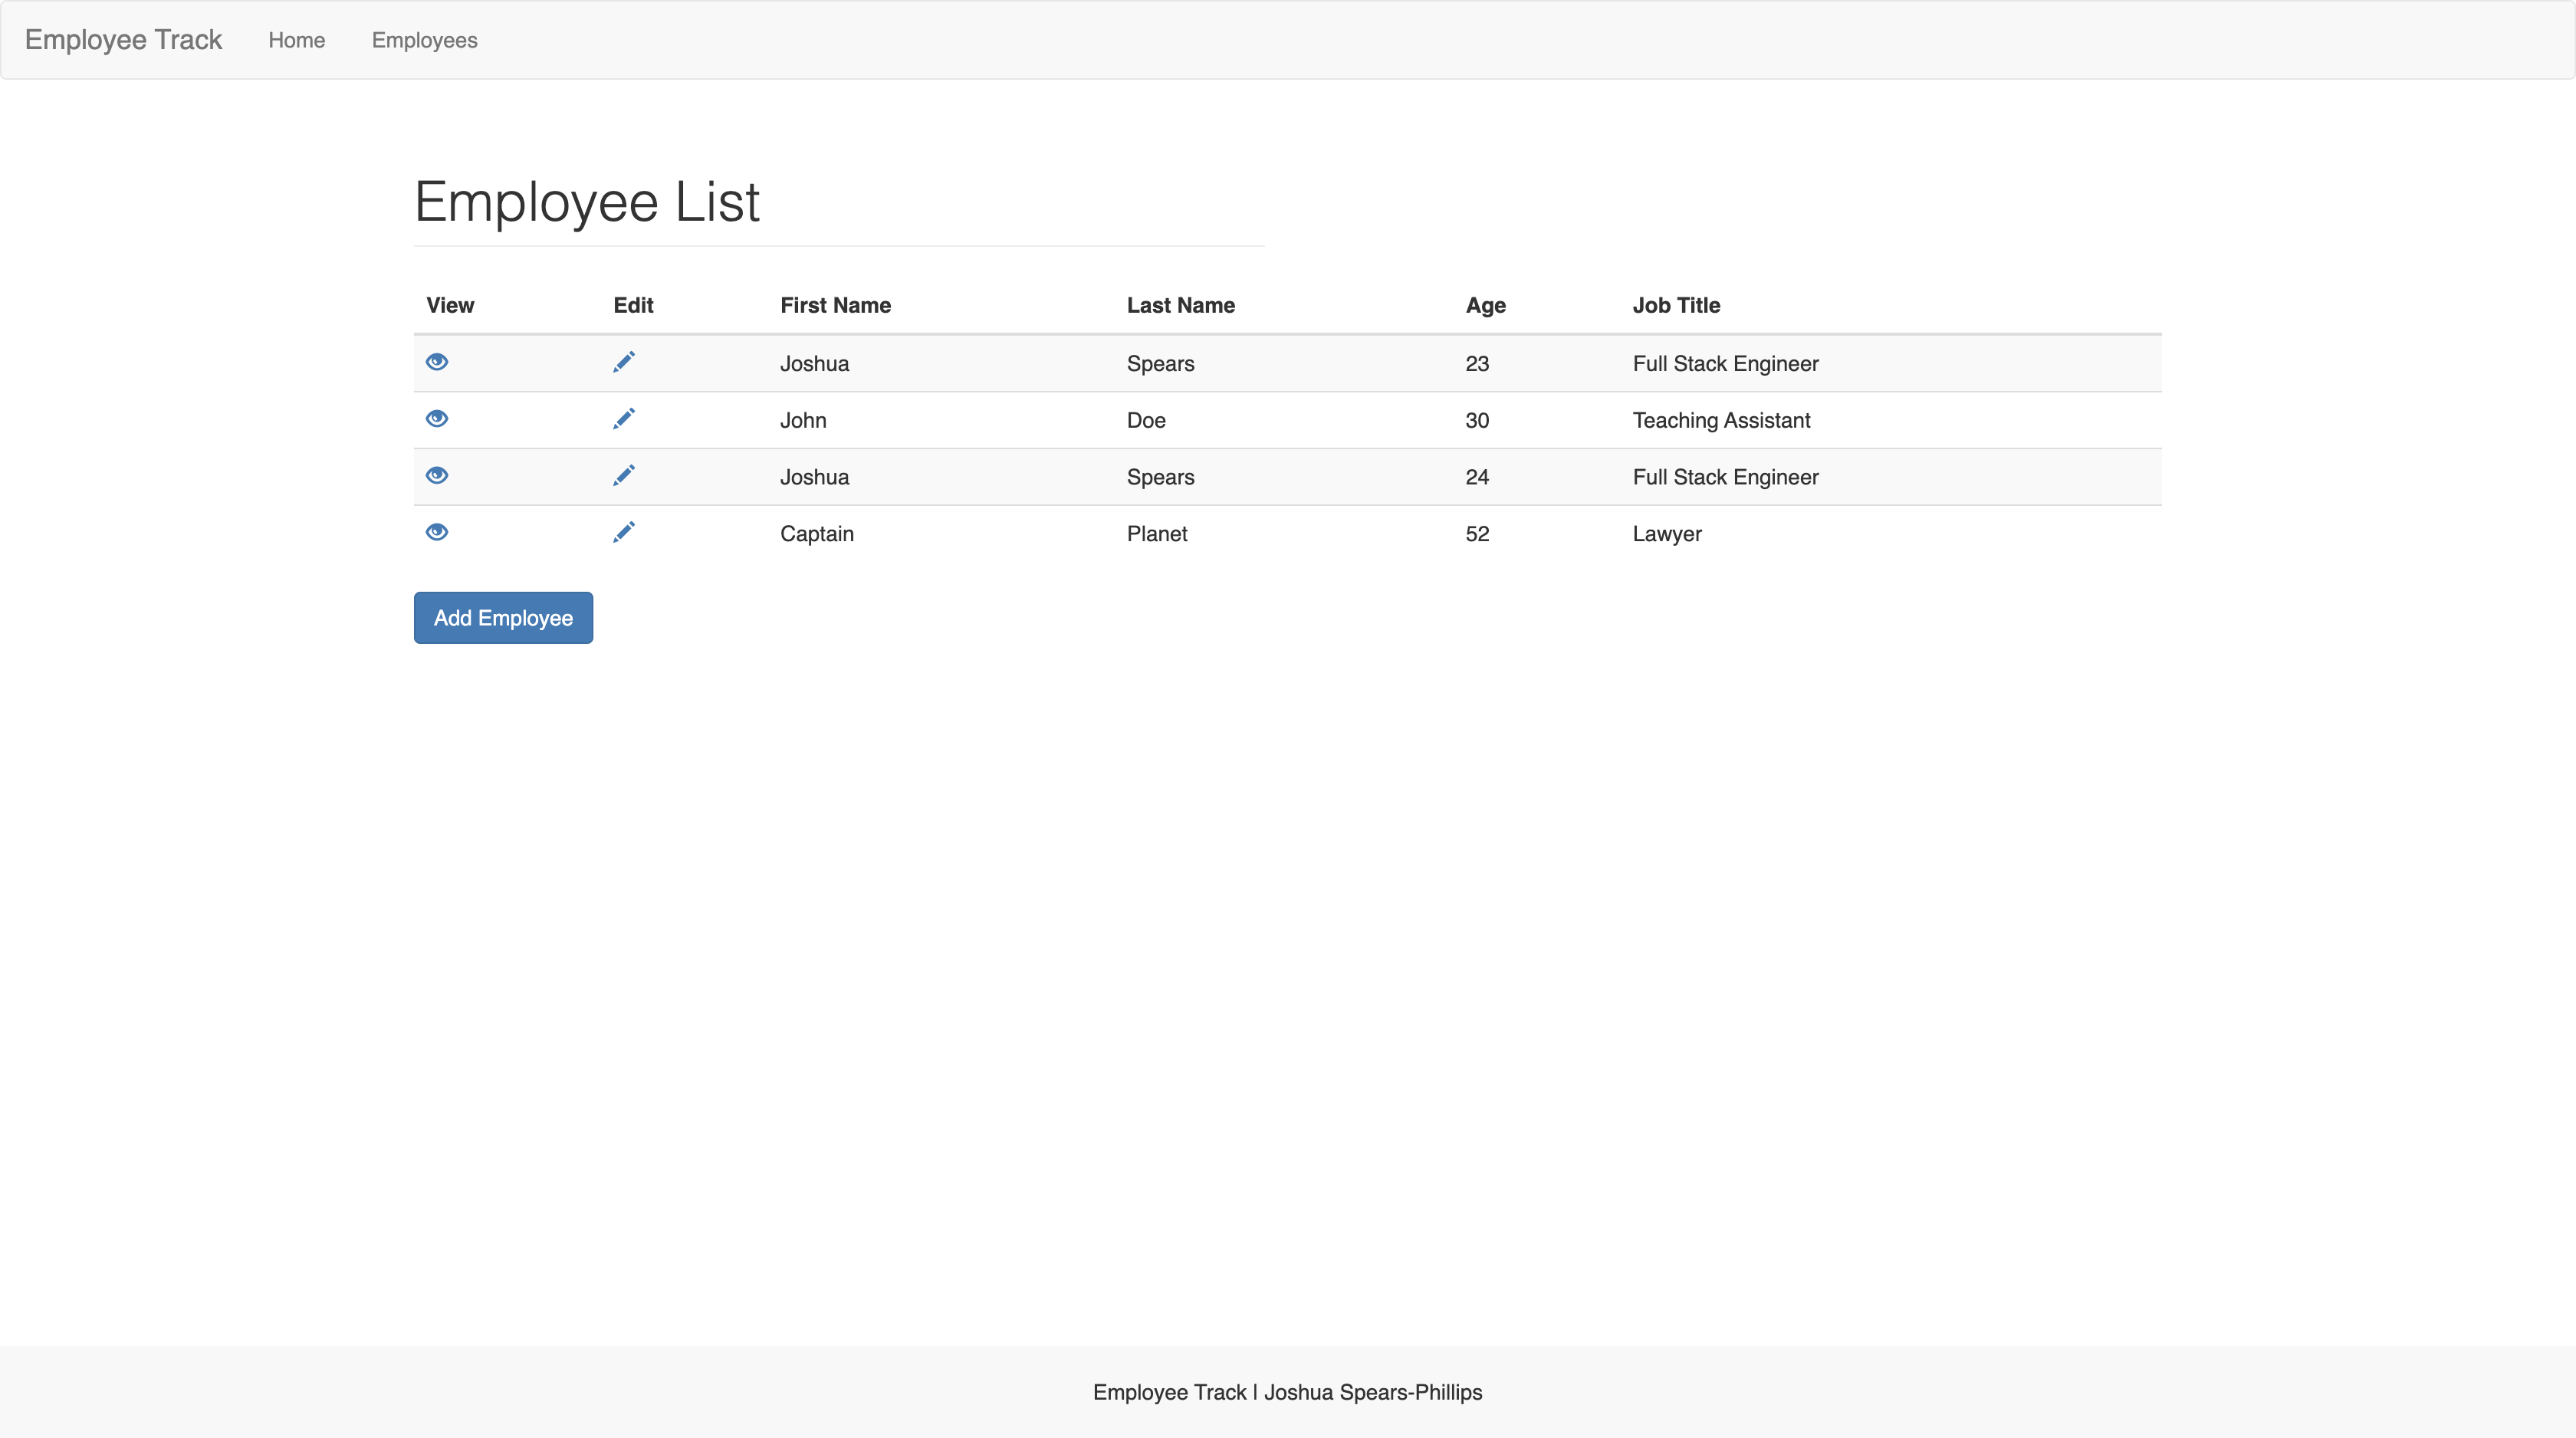 Employee Track Home Employees
Employee List
View Edit First Name Last Name Age Job Title
Joshua Spears 23 Full Stack Engineer
John Doe 30 Teaching Assistant
Joshua Spears 24 Full Stack Engineer
Captain Planet 52 Lawyer
Add Employee
Employee Track | Joshua Spears-Phillips